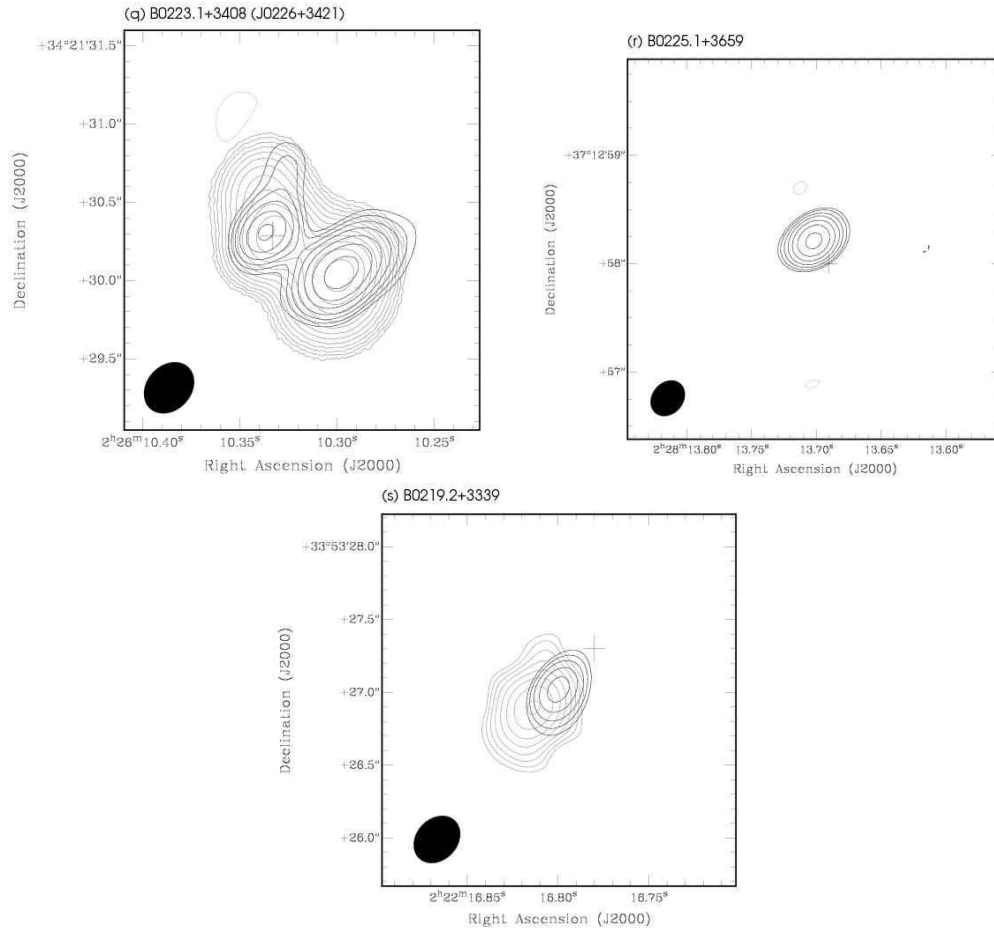 (q) B0223.1+3408 (J0226+3421)
+34°21'31.5"
+31.0"
+30.5"
+30.0"
+29.5"
Declination (J2000)
2ʰ26ᵐ10.40ˢ 10.35ˢ 10.30ˢ 10.25ˢ
Right Ascension (J2000)
(r) B0225.1+3659
+37°12'59"
+58"
+57"
Declination (J2000)
2ʰ28ᵐ13.80ˢ 13.75ˢ 13.70ˢ 13.65ˢ 13.60ˢ
Right Ascension (J2000)
(s) B0219.2+3339
+33°53'28.0"
+27.5"
+27.0"
+26.5"
+26.0"
Declination (J2000)
2ʰ22ᵐ16.85ˢ 16.80ˢ 16.75ˢ
Right Ascension (J2000)